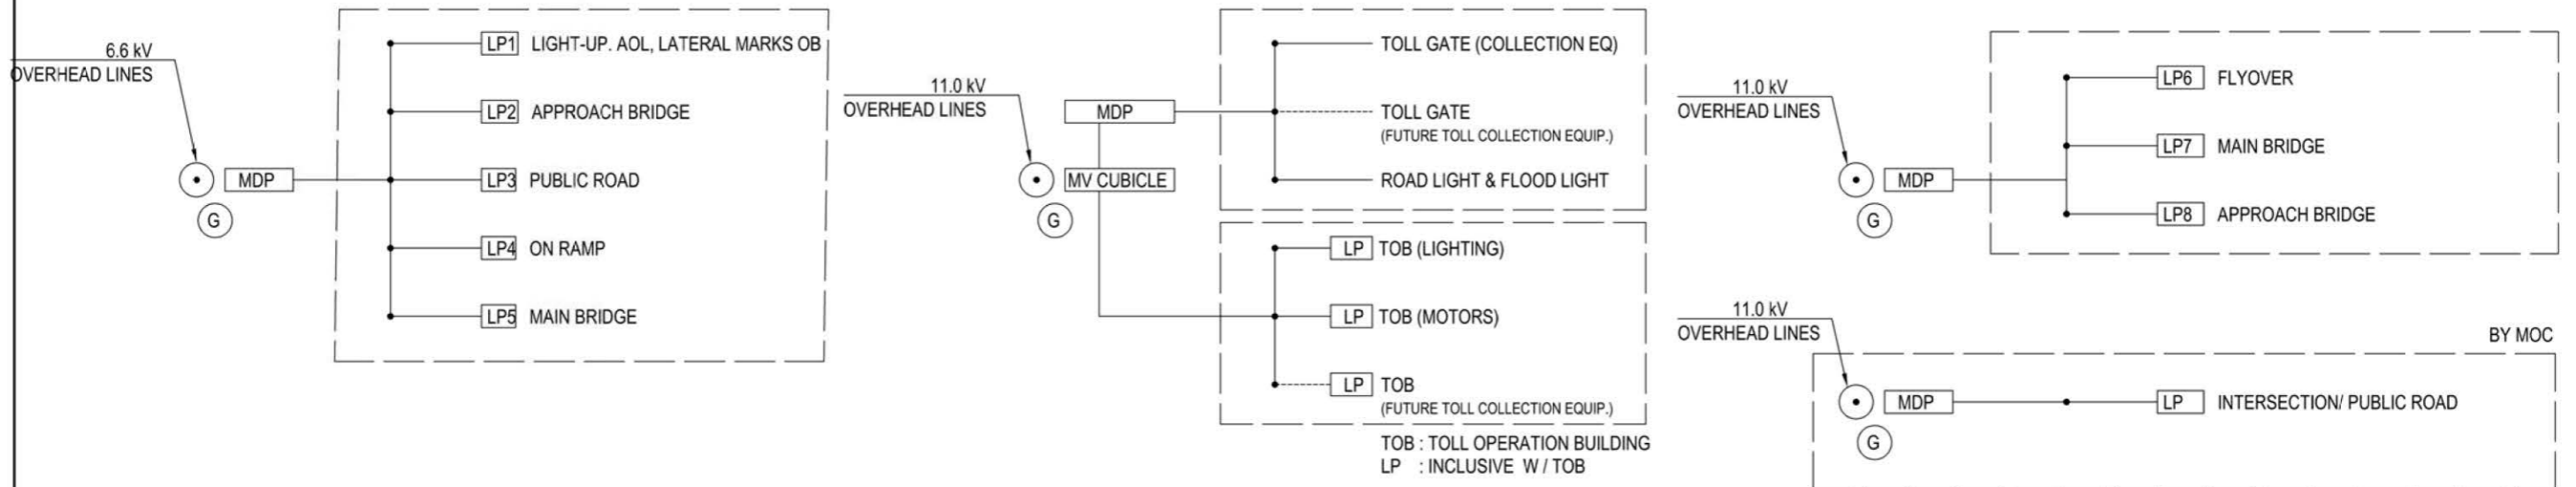 6.6 kV
OVERHEAD LINES
MDP
G
LP1 LIGHT-UP. AOL, LATERAL MARKS OB
LP2 APPROACH BRIDGE
LP3 PUBLIC ROAD
LP4 ON RAMP
LP5 MAIN BRIDGE
11.0 kV
OVERHEAD LINES
MDP
MV CUBICLE
G
TOLL GATE (COLLECTION EQ)
TOLL GATE
(FUTURE TOLL COLLECTION EQUIP.)
ROAD LIGHT & FLOOD LIGHT
LP TOB (LIGHTING)
LP TOB (MOTORS)
LP TOB
(FUTURE TOLL COLLECTION EQUIP.)
TOB : TOLL OPERATION BUILDING
LP : INCLUSIVE W / TOB
11.0 kV
OVERHEAD LINES
MDP
G
LP6 FLYOVER
LP7 MAIN BRIDGE
LP8 APPROACH BRIDGE
11.0 kV
OVERHEAD LINES
BY MOC
MDP
G
LP INTERSECTION/ PUBLIC ROAD